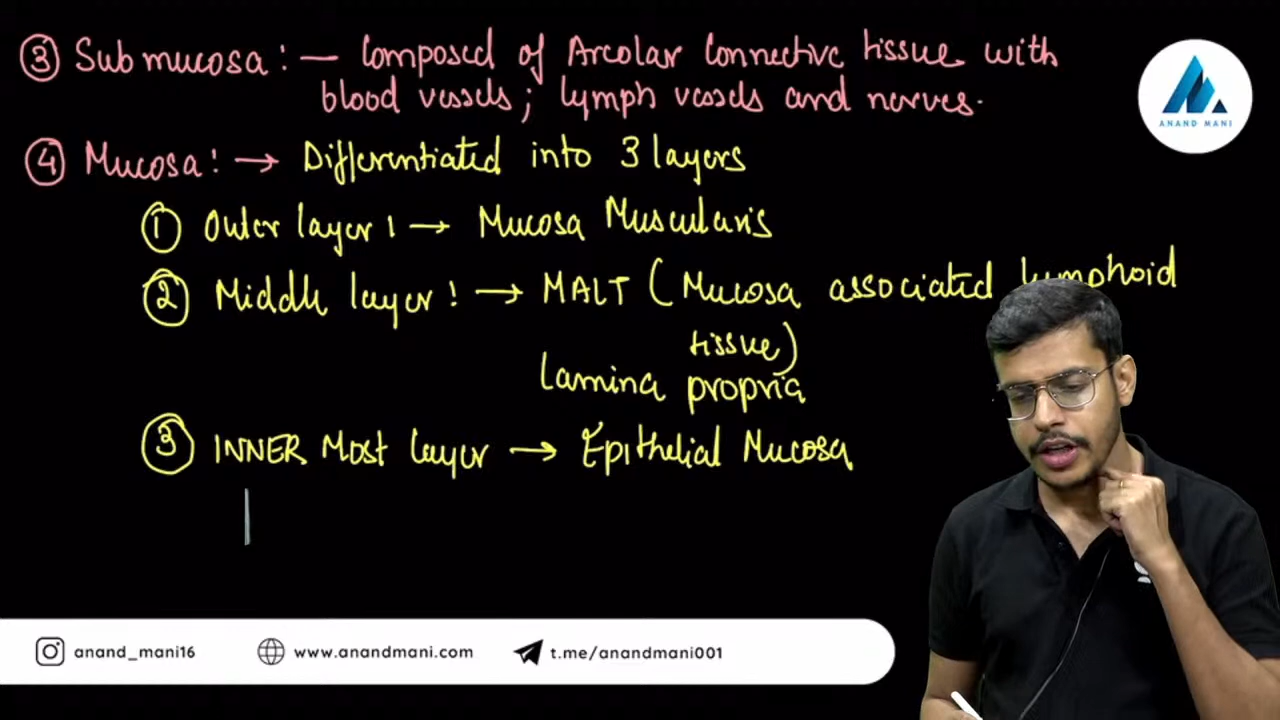 ③ Submucosa :- Composed of Areolar Connective tissue with
blood vessels; lymph vessels and nerves.
④ Mucosa :→ Differentiated into 3 layers
① Outer layer :→ Mucosa Muscularis
② Middle layer :→ MALT (Mucosa associated lymphoid
tissue)
Lamina propria
③ INNER Most layer → Epithelial Mucosa
ANAND MANI
anand_mani16
www.anandmani.com
t.me/anandmani001